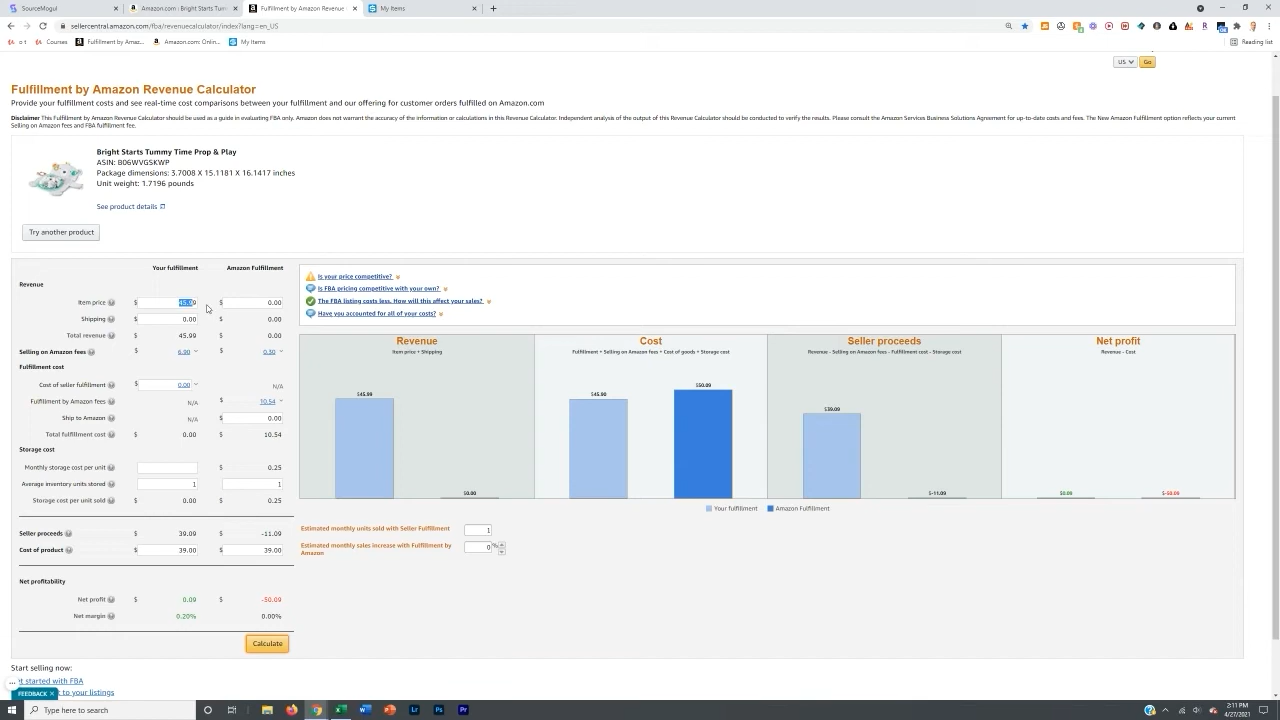 SourceMogul
Amazon.com : Bright Starts Tumm
Fulfillment by Amazon Revenue
My Items
sellercentral.amazon.com/fba/revenuecalculator/index?lang=en_US
Courses
Fulfillment by Amaz...
Amazon.com: Onlin...
My Items
Reading list
US
Go
Fulfillment by Amazon Revenue Calculator
Provide your fulfillment costs and see real-time cost comparisons between your fulfillment and our offering for customer orders fulfilled on Amazon.com
Disclaimer This Fulfillment by Amazon Revenue Calculator should be used as a guide in evaluating FBA only. Amazon does not warrant the accuracy of the information or calculations in this Revenue Calculator. Independent analysis of the output of this Revenue Calculator should be conducted to verify the results. Please consult the Amazon Services Business Solutions Agreement for up-to-date costs and fees. The New Amazon Fulfillment option reflects your current
Selling on Amazon fees and FBA fulfillment fee.
Bright Starts Tummy Time Prop & Play
ASIN: B06WVGSKWP
Package dimensions: 3.7008 X 15.1181 X 16.1417 inches
Unit weight: 1.7196 pounds
See product details
Try another product
Your fulfillment Amazon Fulfillment
Revenue
Item price $ 45.99 $ 0.00
Shipping $ 0.00 $ 0.00
Total revenue $ 45.99 $ 0.00
Selling on Amazon fees $ 6.90 $ 0.30
Fulfillment cost
Cost of seller fulfillment $ 0.00 N/A
Fulfillment by Amazon fees N/A $ 10.54
Ship to Amazon N/A $ 0.00
Total fulfillment cost $ 0.00 $ 10.54
Storage cost
Monthly storage cost per unit $ 0.25
Average inventory units stored 1 1
Storage cost per unit sold $ 0.00 $ 0.25
Seller proceeds $ 39.09 $ -11.09
Cost of product $ 39.00 $ 39.00
Net profitability
Net profit $ 0.09 $ -50.09
Net margin 0.20% 0.00%
Calculate
Is your price competitive?
Is FBA pricing competitive with your own?
The FBA listing costs less. How will this affect your sales?
Have you accounted for all of your costs?
Revenue
Item price + Shipping
$45.99
$0.00
Cost
Fulfillment + Selling on Amazon fees + Cost of goods + Storage cost
$45.90
$50.09
Seller proceeds
Revenue - Selling on Amazon fees - Fulfillment cost - Storage cost
$39.09
$-11.09
Net profit
Revenue - Cost
$0.09
$-50.09
Your fulfillment Amazon Fulfillment
Estimated monthly units sold with Seller Fulfillment 1
Estimated monthly sales increase with Fulfillment by
Amazon 0 %
Start selling now:
t started with FBA
t to your listings
FEEDBACK
Type here to search
2:11 PM
4/27/2021